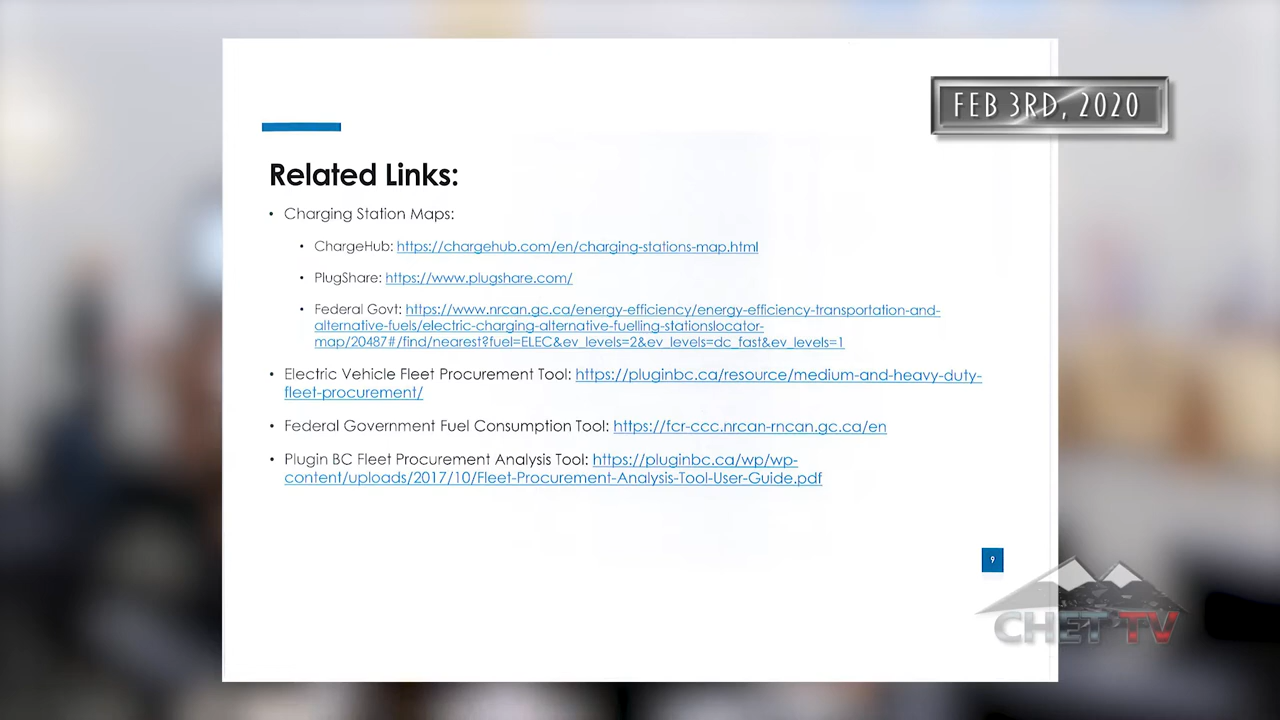 FEB 3RD, 2020
Related Links:
• Charging Station Maps:
• ChargeHub: https://chargehub.com/en/charging-stations-map.html
• PlugShare: https://www.plugshare.com/
• Federal Govt: https://www.nrcan.gc.ca/energy-efficiency/energy-efficiency-transportation-and-
alternative-fuels/electric-charging-alternative-fuelling-stationslocator-
map/20487#/find/nearest?fuel=ELEC&ev_levels=2&ev_levels=dc_fast&ev_levels=1
• Electric Vehicle Fleet Procurement Tool: https://pluginbc.ca/resource/medium-and-heavy-duty-
fleet-procurement/
• Federal Government Fuel Consumption Tool: https://fcr-ccc.nrcan-rncan.gc.ca/en
• Plugin BC Fleet Procurement Analysis Tool: https://pluginbc.ca/wp/wp-
content/uploads/2017/10/Fleet-Procurement-Analysis-Tool-User-Guide.pdf
9
CHET TV